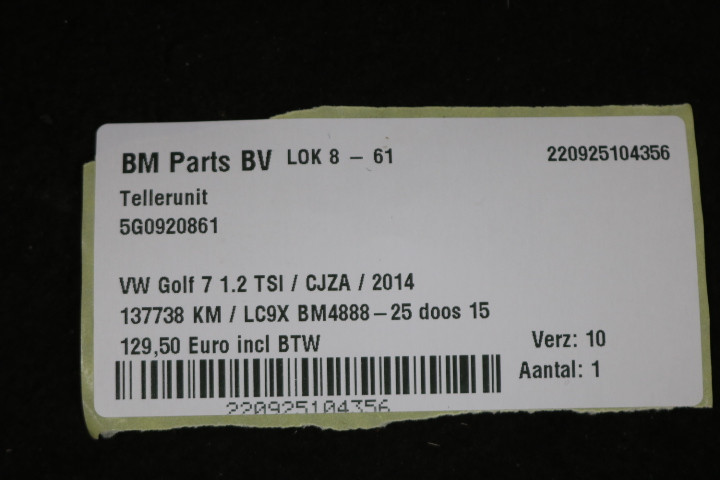 BM Parts BV LOK 8 - 61 220925104356
Tellerunit
5G0920861
VW Golf 7 1.2 TSI / CJZA / 2014
137738 KM / LC9X BM4888-25 doos 15
129,50 Euro incl BTW Verz: 10
Aantal: 1
220925104356